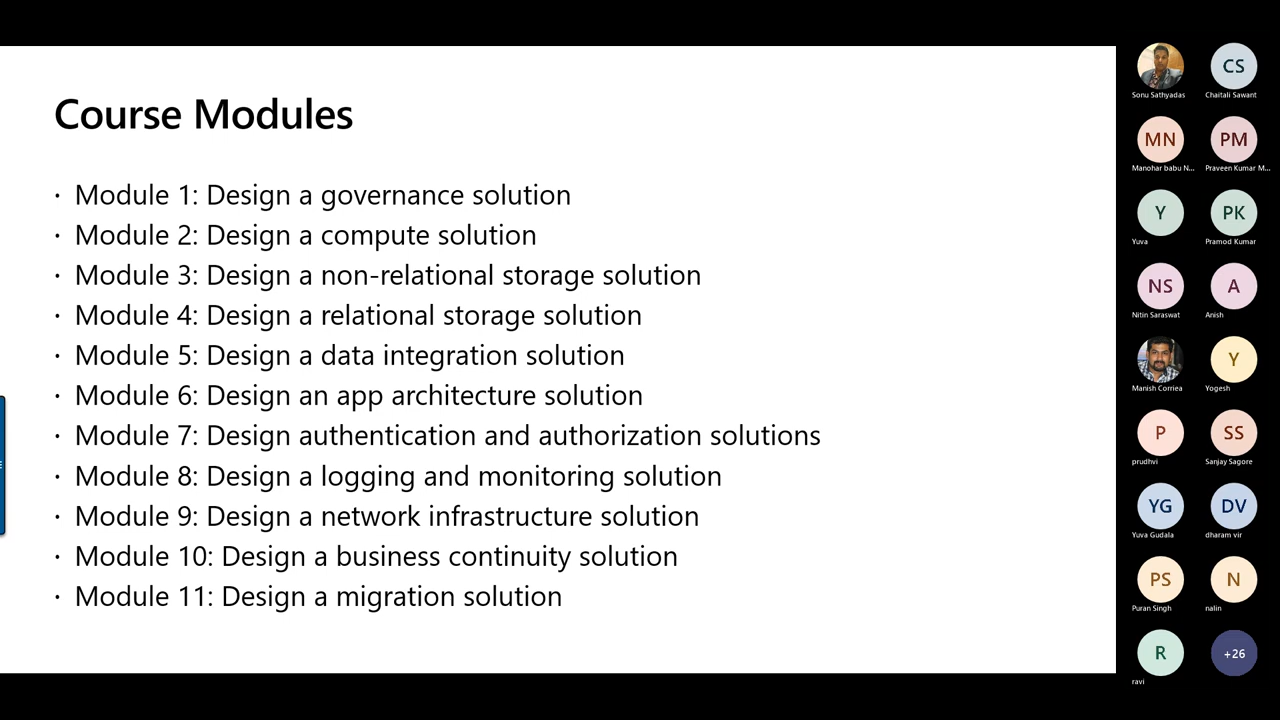 Course Modules
· Module 1: Design a governance solution
· Module 2: Design a compute solution
· Module 3: Design a non-relational storage solution
· Module 4: Design a relational storage solution
· Module 5: Design a data integration solution
· Module 6: Design an app architecture solution
· Module 7: Design authentication and authorization solutions
· Module 8: Design a logging and monitoring solution
· Module 9: Design a network infrastructure solution
· Module 10: Design a business continuity solution
· Module 11: Design a migration solution
CS
Sonu Sathyadas
Chaitali Sawant
MN
PM
Manohar babu N...
Praveen Kumar M...
Y
PK
Yuva
Pramod Kumar
NS
A
Nitin Saraswat
Anish
Y
Manish Corriea
Yogesh
P
SS
prudhvi
Sanjay Sagore
YG
DV
Yuva Gudala
dharam vir
PS
N
Puran Singh
nalin
R
+26
ravi